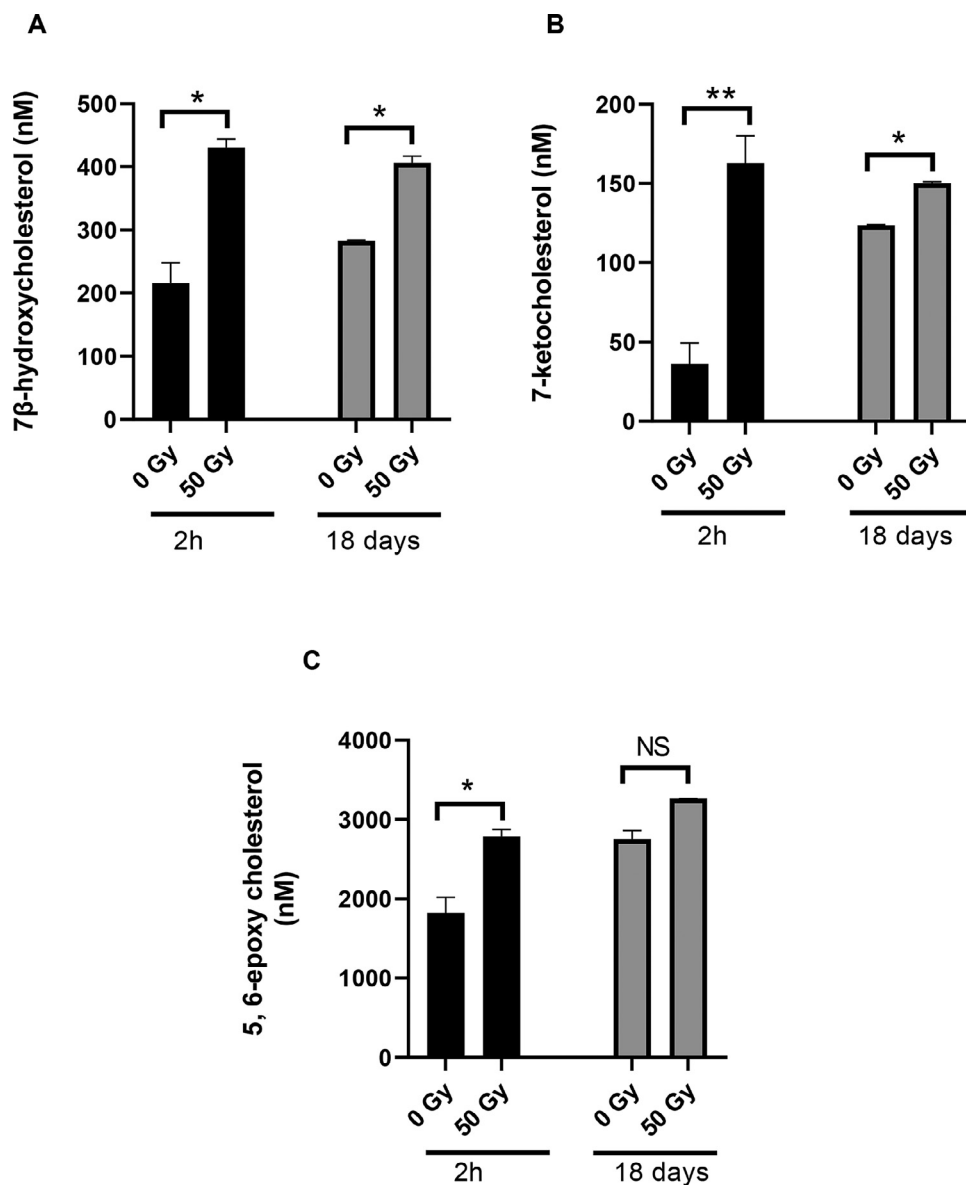 A
7β-hydroxycholesterol (nM)
500
400
300
200
100
0
*
*
0 Gy
50 Gy
0 Gy
50 Gy
2h
18 days
B
7-ketocholesterol (nM)
200
150
100
50
0
**
*
0 Gy
50 Gy
0 Gy
50 Gy
2h
18 days
C
5, 6-epoxy cholesterol
(nM)
4000
3000
2000
1000
0
*
NS
0 Gy
50 Gy
0 Gy
50 Gy
2h
18 days